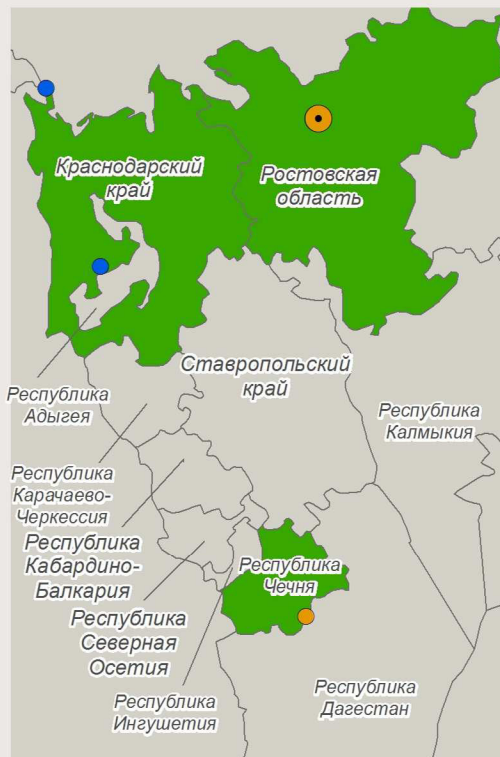 Краснодарский
край
Ростовская
область
Ставропольский
край
Республика
Адыгея
Республика
Калмыкия
Республика
Карачаево-
Черкессия
Республика
Кабардино-
Балкария
Республика
Чечня
Республика
Северная
Осетия
Республика
Ингушетия
Республика
Дагестан